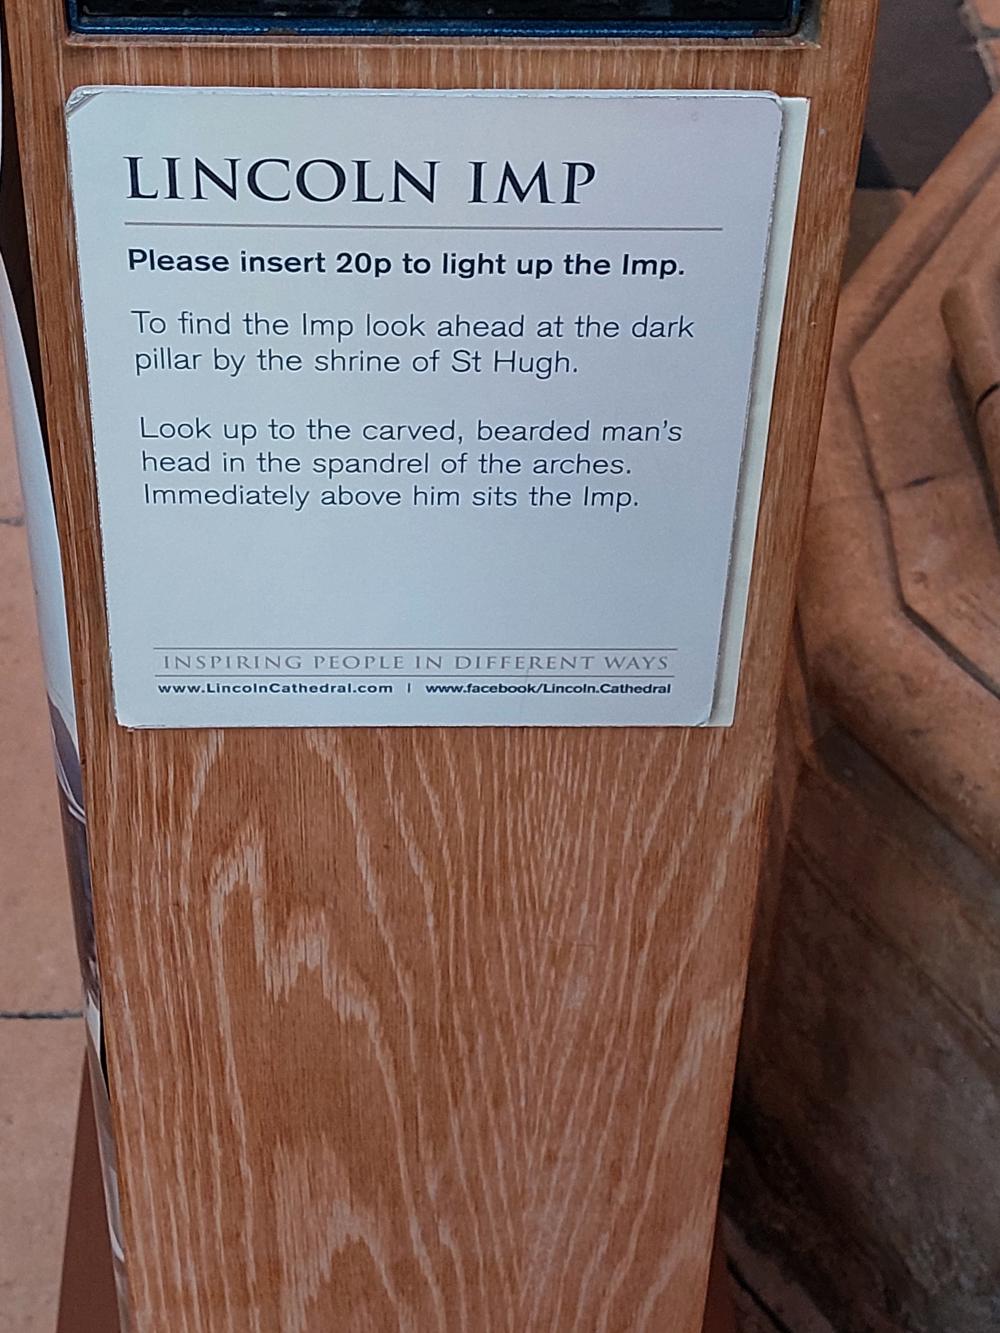 LINCOLN IMP
Please insert 20p to light up the Imp.
To find the Imp look ahead at the dark
pillar by the shrine of St Hugh.
Look up to the carved, bearded man's
head in the spandrel of the arches.
Immediately above him sits the Imp.
INSPIRING PEOPLE IN DIFFERENT WAYS
www.LincolnCathedral.com | www.facebook/Lincoln.Cathedral